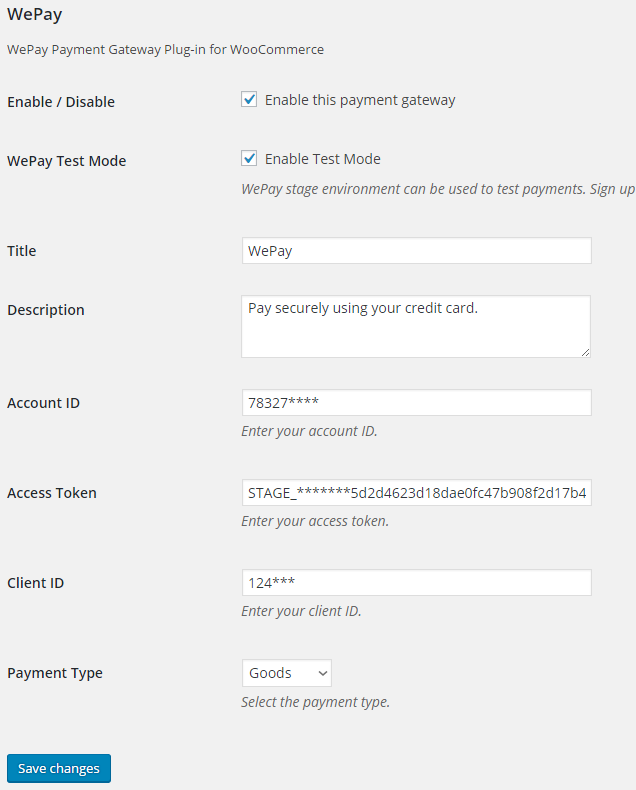 WePay
WePay Payment Gateway Plug-in for WooCommerce
Enable / Disable
Enable this payment gateway
WePay Test Mode
Enable Test Mode
WePay stage environment can be used to test payments. Sign up
Title
WePay
Description
Pay securely using your credit card.
Account ID
78327****
Enter your account ID.
Access Token
STAGE_*******5d2d4623d18dae0fc47b908f2d17b4
Enter your access token.
Client ID
124***
Enter your client ID.
Payment Type
Goods
Select the payment type.
Save changes